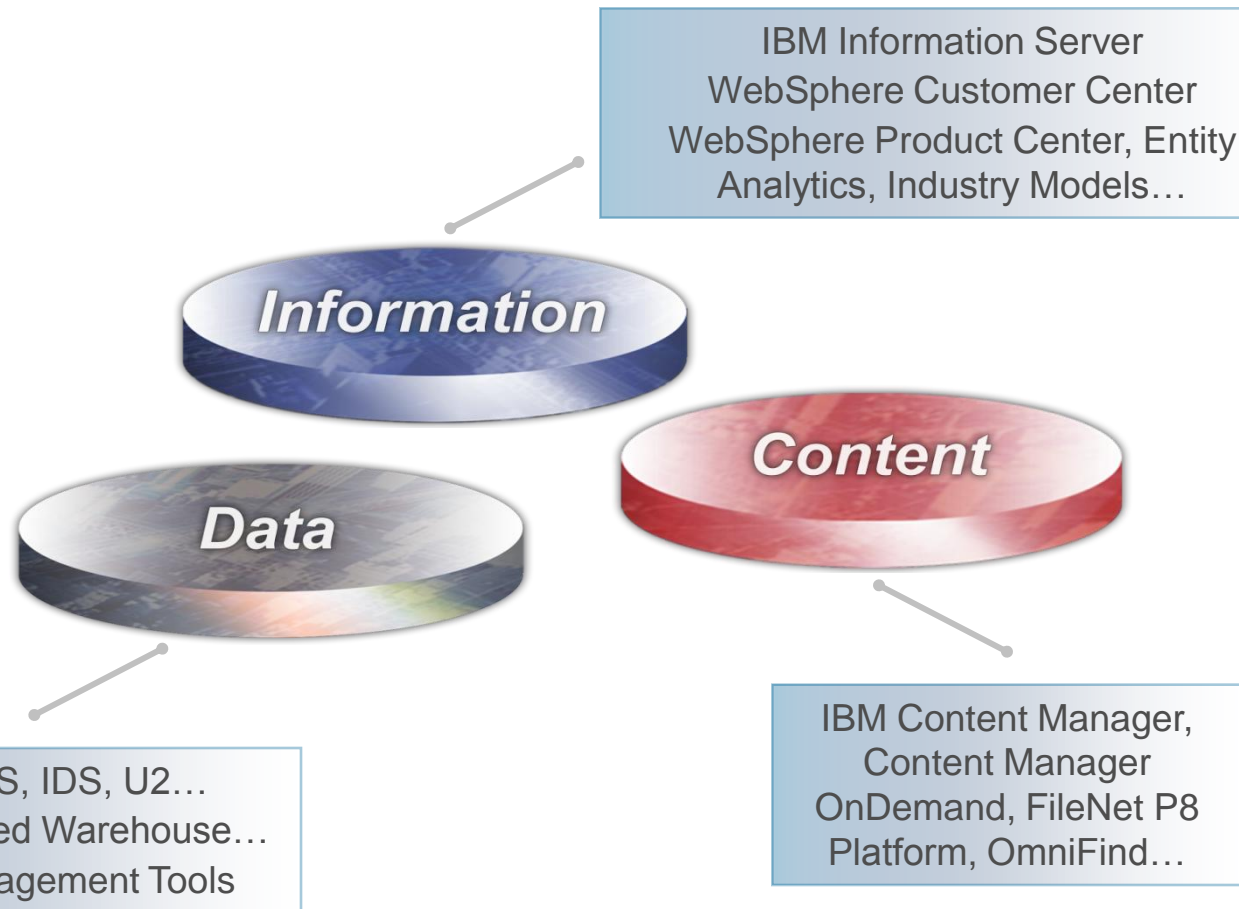 IBM Information Server
WebSphere Customer Center
WebSphere Product Center, Entity
Analytics, Industry Models…
Information
Content
Data
IBM Content Manager,
Content Manager
OnDemand, FileNet P8
Platform, OmniFind…
S, IDS, U2…
ed Warehouse…
agement Tools